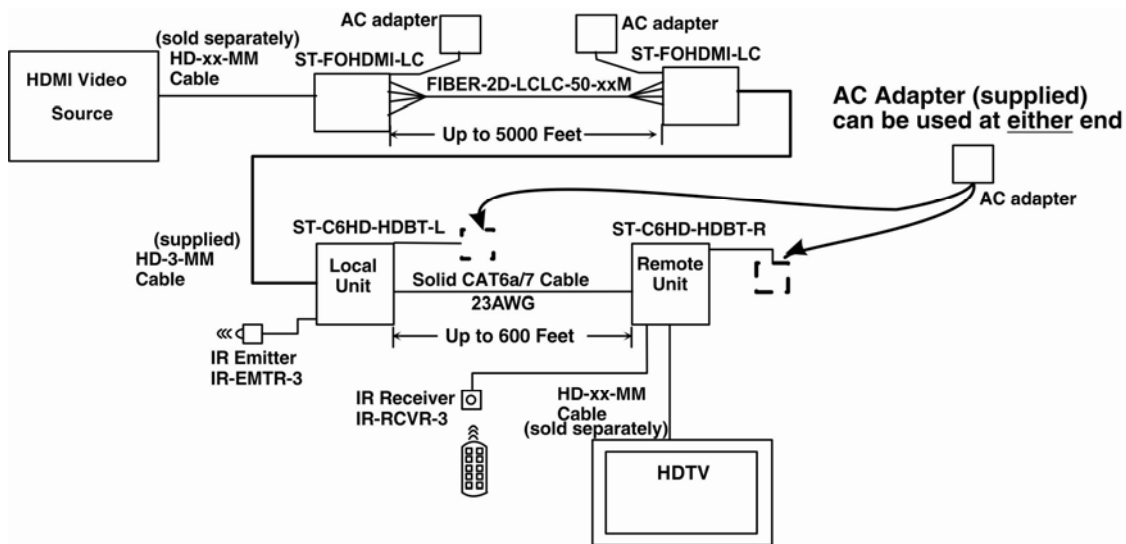 AC adapter
AC adapter
(sold separately)
HD-xx-MM
Cable
ST-FOHDMI-LC
ST-FOHDMI-LC
HDMI Video
Source
FIBER-2D-LCLC-50-xxM
Up to 5000 Feet
AC Adapter (supplied)
can be used at either end
AC adapter
(supplied)
HD-3-MM
Cable
ST-C6HD-HDBT-L
ST-C6HD-HDBT-R
Local
Unit
Solid CAT6a/7 Cable
23AWG
Remote
Unit
Up to 600 Feet
IR Emitter
IR-EMTR-3
IR Receiver
IR-RCVR-3
HD-xx-MM
Cable
(sold separately)
HDTV